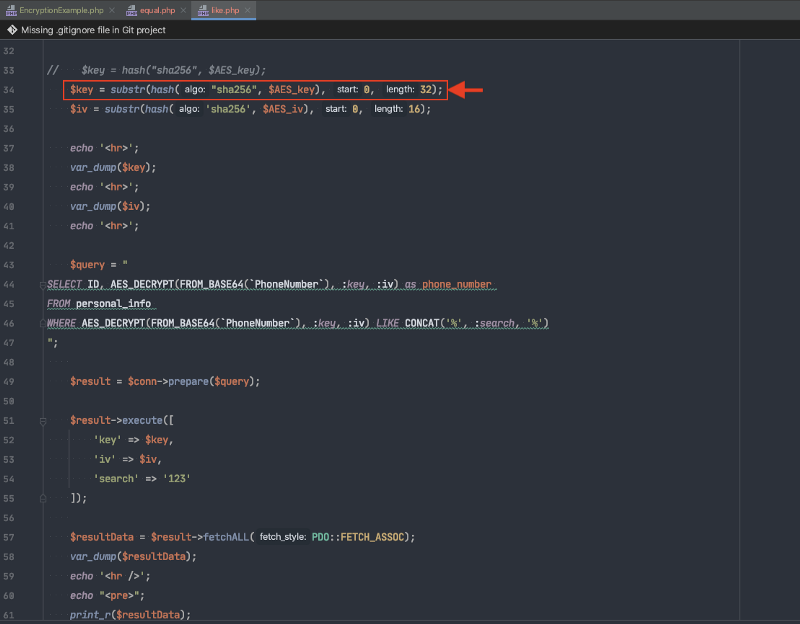 EncryptionExample.php × equal.php × like.php ×
Missing .gitignore file in Git project
32
33 // $key = hash("sha256", $AES_key);
34 $key = substr(hash( algo: "sha256", $AES_key), start: 0, length: 32);
35 $iv = substr(hash( algo: 'sha256', $AES_iv), start: 0, length: 16);
36
37 echo '<hr>';
38 var_dump($key);
39 echo '<hr>';
40 var_dump($iv);
41 echo '<hr>';
42
43 $query = "
44 SELECT ID, AES_DECRYPT(FROM_BASE64(`PhoneNumber`), :key, :iv) as phone_number
45 FROM personal_info
46 WHERE AES_DECRYPT(FROM_BASE64(`PhoneNumber`), :key, :iv) LIKE CONCAT('%', :search, '%')
47 ";
48
49 $result = $conn->prepare($query);
50
51 $result->execute([
52 'key' => $key,
53 'iv' => $iv,
54 'search' => '123'
55 ]);
56
57 $resultData = $result->fetchALL( fetch_style: PDO::FETCH_ASSOC);
58 var_dump($resultData);
59 echo '<hr />';
60 echo "<pre>";
61 print_r($resultData);